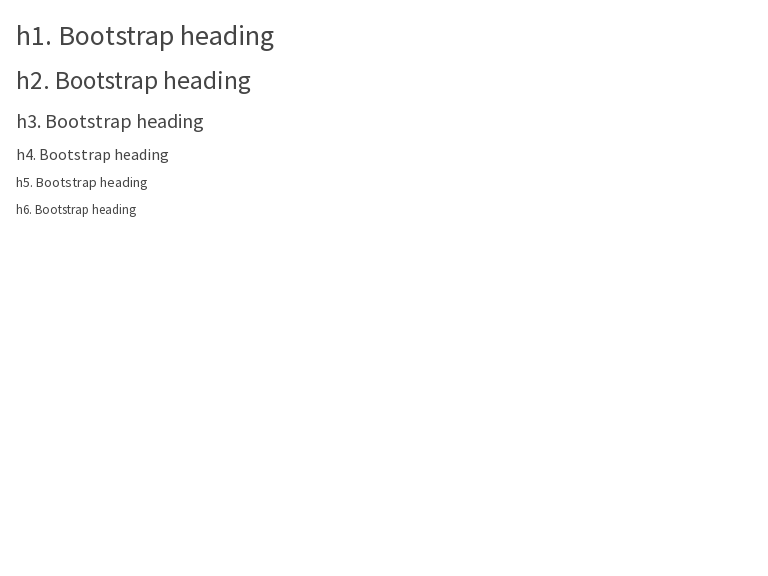 h1. Bootstrap heading
h2. Bootstrap heading
h3. Bootstrap heading
h4. Bootstrap heading
h5. Bootstrap heading
h6. Bootstrap heading